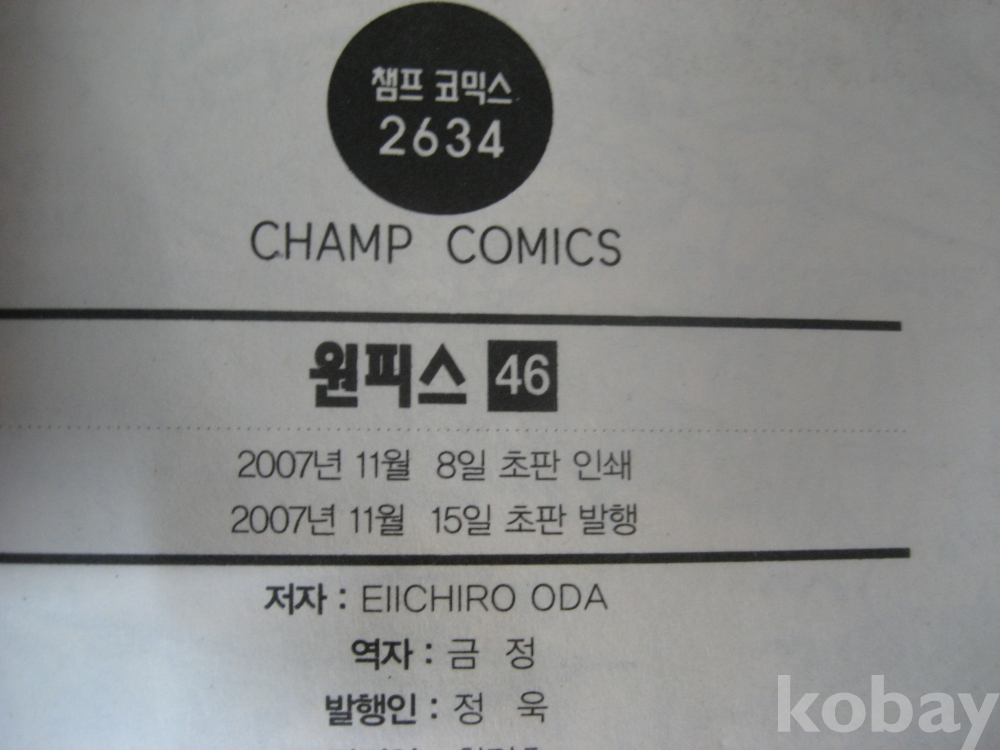 챔프 코믹스
2634
CHAMP COMICS
원피스 46
2007년 11월 8일 초판 인쇄
2007년 11월 15일 초판 발행
저자 : EIICHIRO ODA
역자 : 금 정
발행인 : 정 욱
kobay